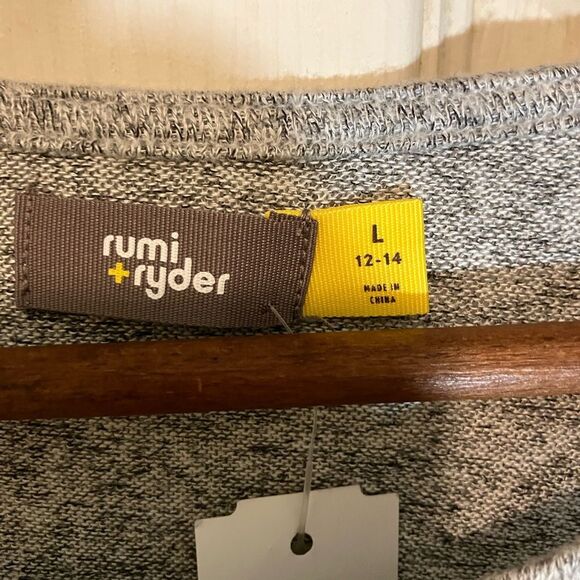 rumi
+ryder
L
12-14
MADE IN
CHINA